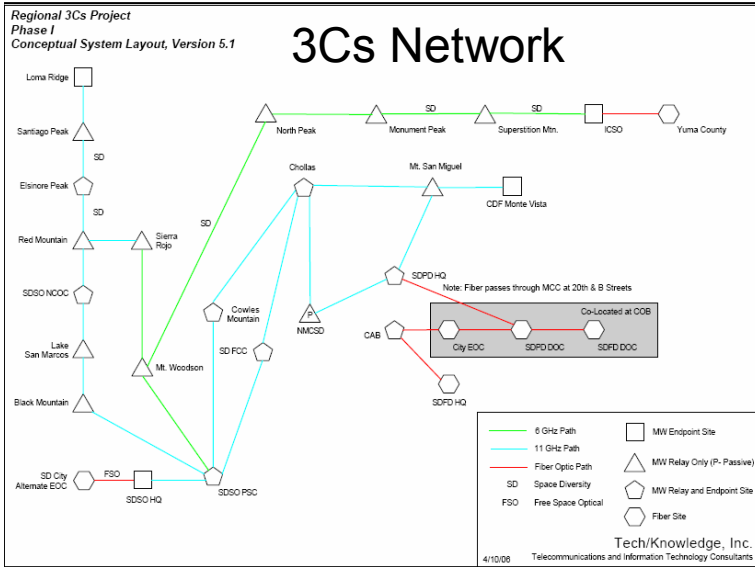 Regional 3Cs Project
Phase I
Conceptual System Layout, Version 5.1
3Cs Network
Loma Ridge
Santiago Peak
SD
Elsinore Peak
SD
Red Mountain
Sierra
Rojo
SDSO NCOC
Lake
San Marcos
Black Mountain
Mt. Woodson
SD City
Alternate EOC
FSO
SDSO HQ
SDSO PSC
SD
North Peak
SD
Monument Peak
SD
Superstition Mtn.
ICSO
Yuma County
Chollas
Mt. San Miguel
CDF Monte Vista
SDPD HQ
Note: Fiber passes through MCC at 20th & B Streets
Cowles
Mountain
SD FCC
P
NMCSD
Co-Located at COB
CAB
City EOC
SDPD DOC
SDFD DOC
SDFD HQ
6 GHz Path
11 GHz Path
Fiber Optic Path
SD Space Diversity
FSO Free Space Optical
MW Endpoint Site
MW Relay Only (P- Passive)
MW Relay and Endpoint Site
Fiber Site
Tech/Knowledge, Inc.
4/10/06 Telecommunications and Information Technology Consultants